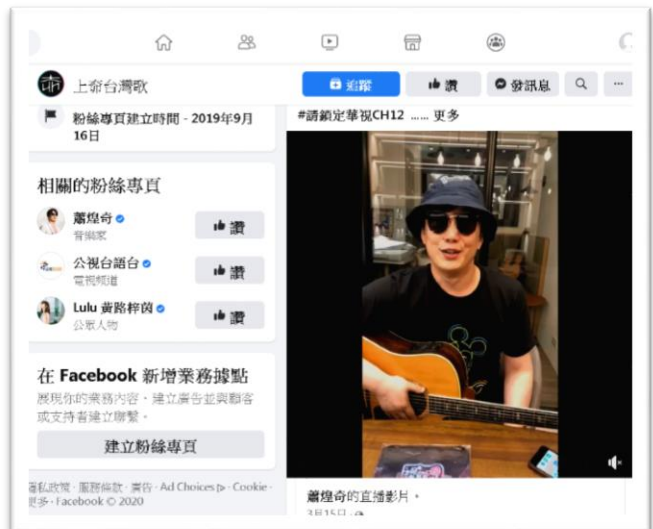 上奇台灣歌
追蹤
讚
發訊息
粉絲專頁建立時間 - 2019年9月
16日
相關的粉絲專頁
蕭煌奇
音樂家
讚
公視台語台
電視頻道
讚
Lulu 黃路梓茵
公眾人物
讚
在 Facebook 新增業務據點
展現你的業務內容、建立廣告並與顧客
或支持者建立聯繫。
建立粉絲專頁
隱私政策 · 服務條款 · 廣告 · Ad Choices · Cookie ·
更多 · Facebook © 2020
#請鎖定華視CH12 ...... 更多
蕭煌奇的直播影片。
3月15日 ·